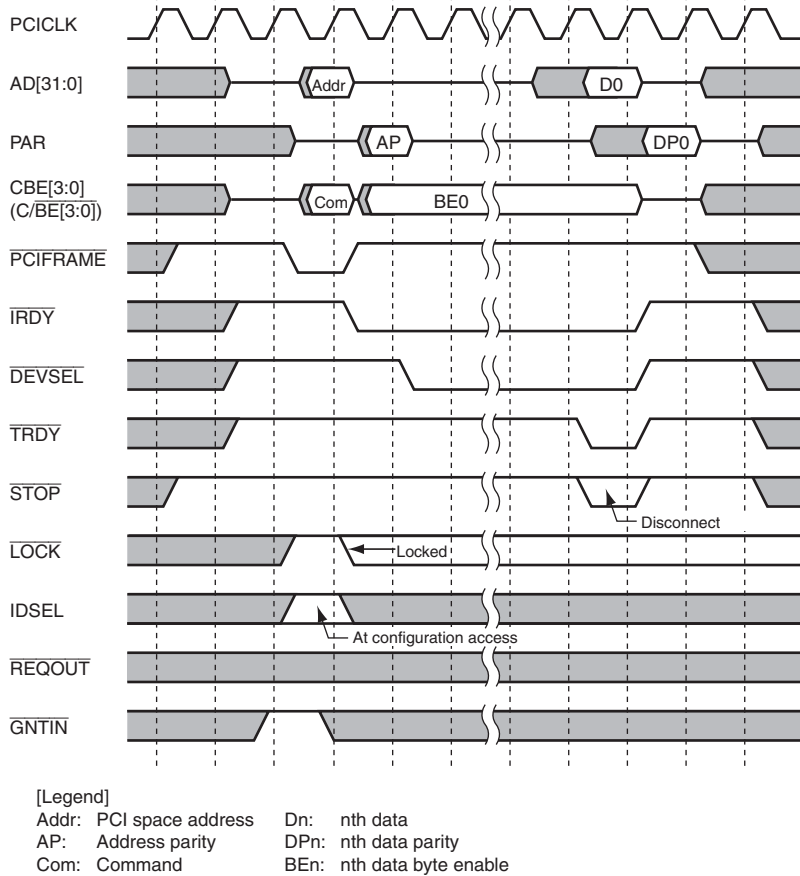 PCICLK
AD[31:0]
Addr
D0
PAR
AP
DP0
CBE[3:0]
(C/BE[3:0])
Com
BE0
PCIFRAME
IRDY
DEVSEL
TRDY
STOP
Disconnect
LOCK
Locked
IDSEL
At configuration access
REQOUT
GNTIN
[Legend]
Addr: PCI space address Dn: nth data
AP: Address parity DPn: nth data parity
Com: Command BEn: nth data byte enable